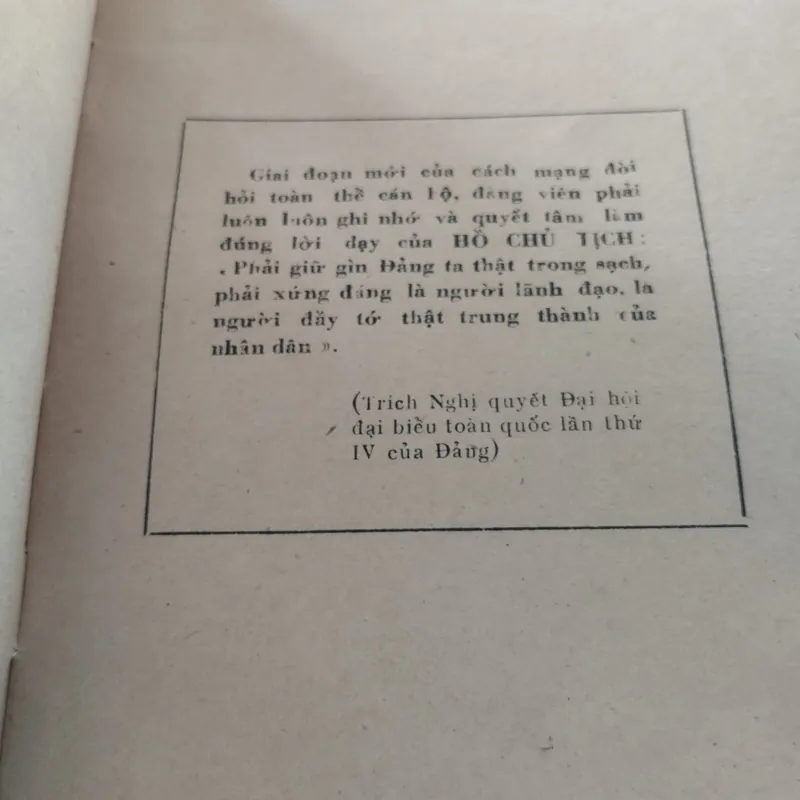 Giai đoạn mới của cách mạng đòi
hỏi toàn thể cán bộ, đảng viên phải
luôn luôn ghi nhớ và quyết tâm làm
đúng lời dạy của HỒ CHỦ TỊCH:
« Phải giữ gìn Đảng ta thật trong sạch,
phải xứng đáng là người lãnh đạo, là
người đầy tớ thật trung thành của
nhân dân ».
(Trích Nghị quyết Đại hội
đại biểu toàn quốc lần thứ
IV của Đảng)